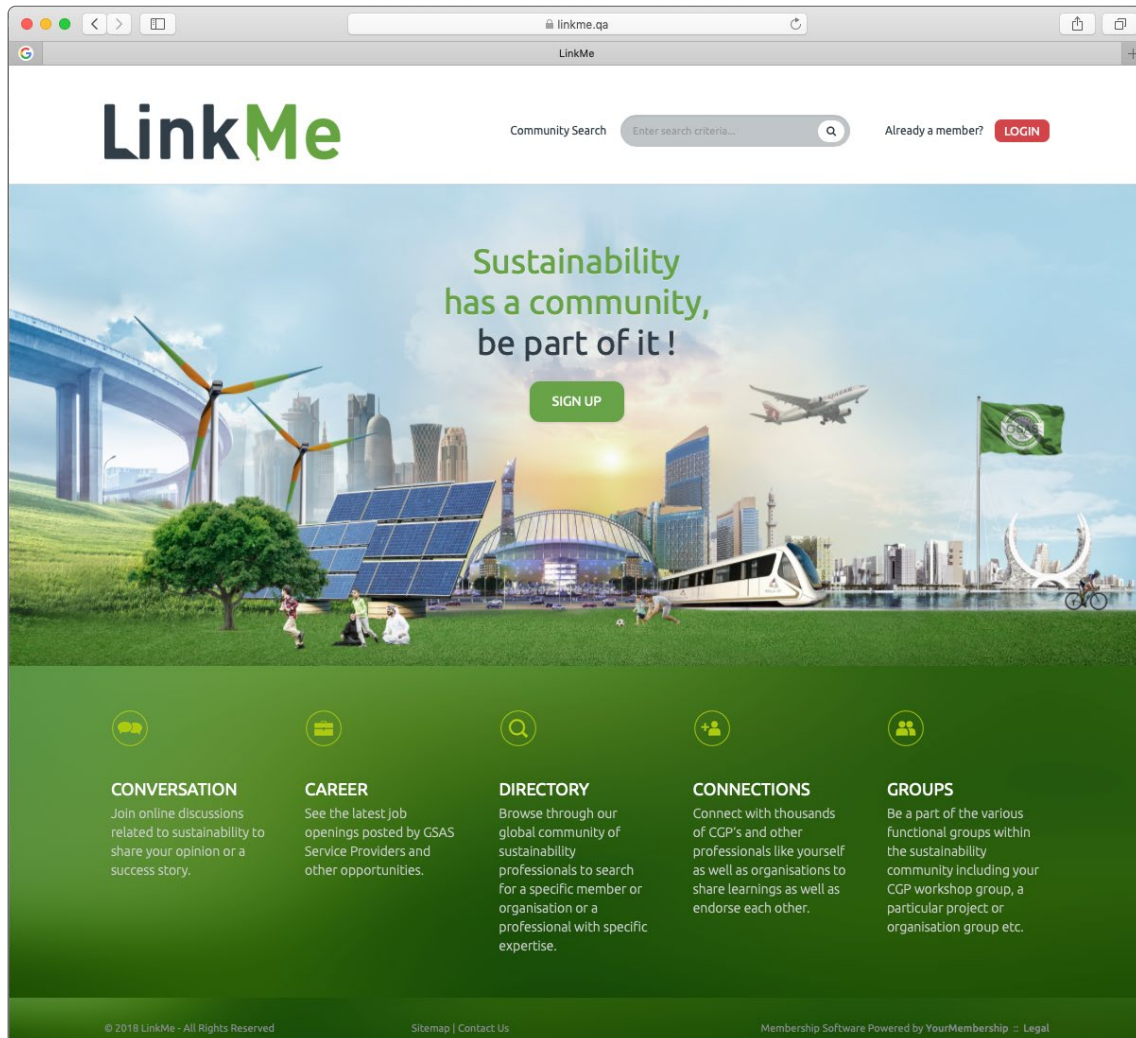 linkme.qa
LinkMe
LinkMe
Community Search
Enter search criteria...
Already a member?
LOGIN
Sustainability
has a community,
be part of it !
SIGN UP
GSAS
CONVERSATION
Join online discussions
related to sustainability to
share your opinion or a
success story.
CAREER
See the latest job
openings posted by GSAS
Service Providers and
other opportunities.
DIRECTORY
Browse through our
global community of
sustainability
professionals to search
for a specific member or
organisation or a
professional with specific
expertise.
CONNECTIONS
Connect with thousands
of CGP's and other
professionals like yourself
as well as organisations to
share learnings as well as
endorse each other.
GROUPS
Be a part of the various
functional groups within
the sustainability
community including your
CGP workshop group, a
particular project or
organisation group etc.
© 2018 LinkMe - All Rights Reserved
Sitemap | Contact Us
Membership Software Powered by YourMembership :: Legal